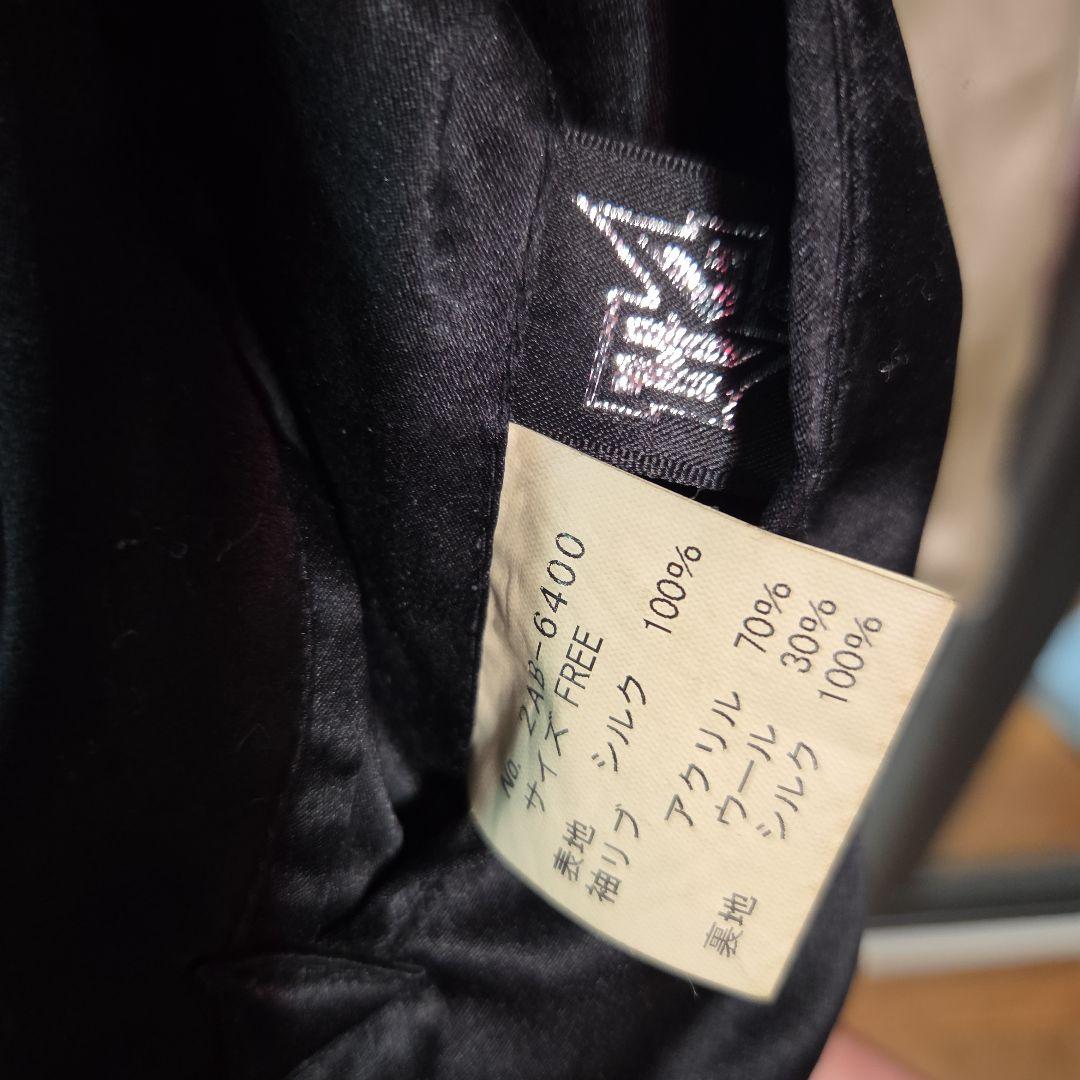 No. 2AB-6400
サイズ FREE
表地 シルク 100%
袖リブ
アクリル 70%
ウール 30%
裏地 シルク 100%